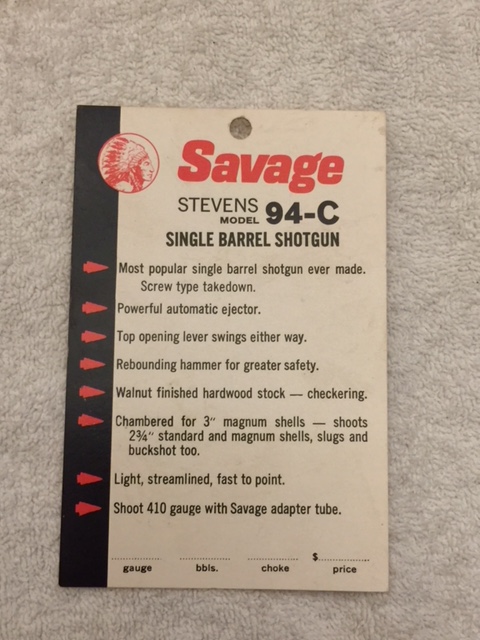 Savage
STEVENS
MODEL 94-C
SINGLE BARREL SHOTGUN
Most popular single barrel shotgun ever made.
Screw type takedown.
Powerful automatic ejector.
Top opening lever swings either way.
Rebounding hammer for greater safety.
Walnut finished hardwood stock — checkering.
Chambered for 3" magnum shells — shoots
2¾" standard and magnum shells, slugs and
buckshot too.
Light, streamlined, fast to point.
Shoot 410 gauge with Savage adapter tube.
$
gauge bbls. choke price